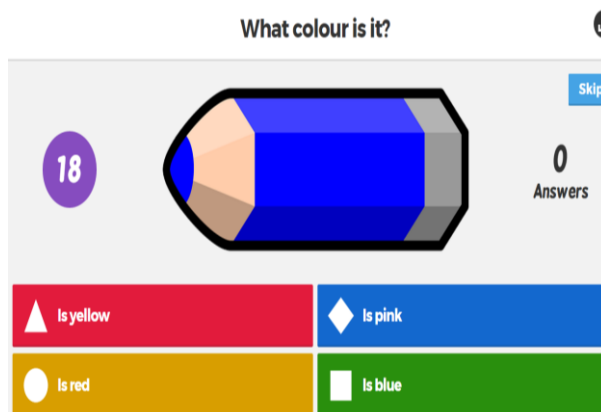 What colour is it?
Skip
18
0
Answers
Is yellow
Is pink
Is red
Is blue